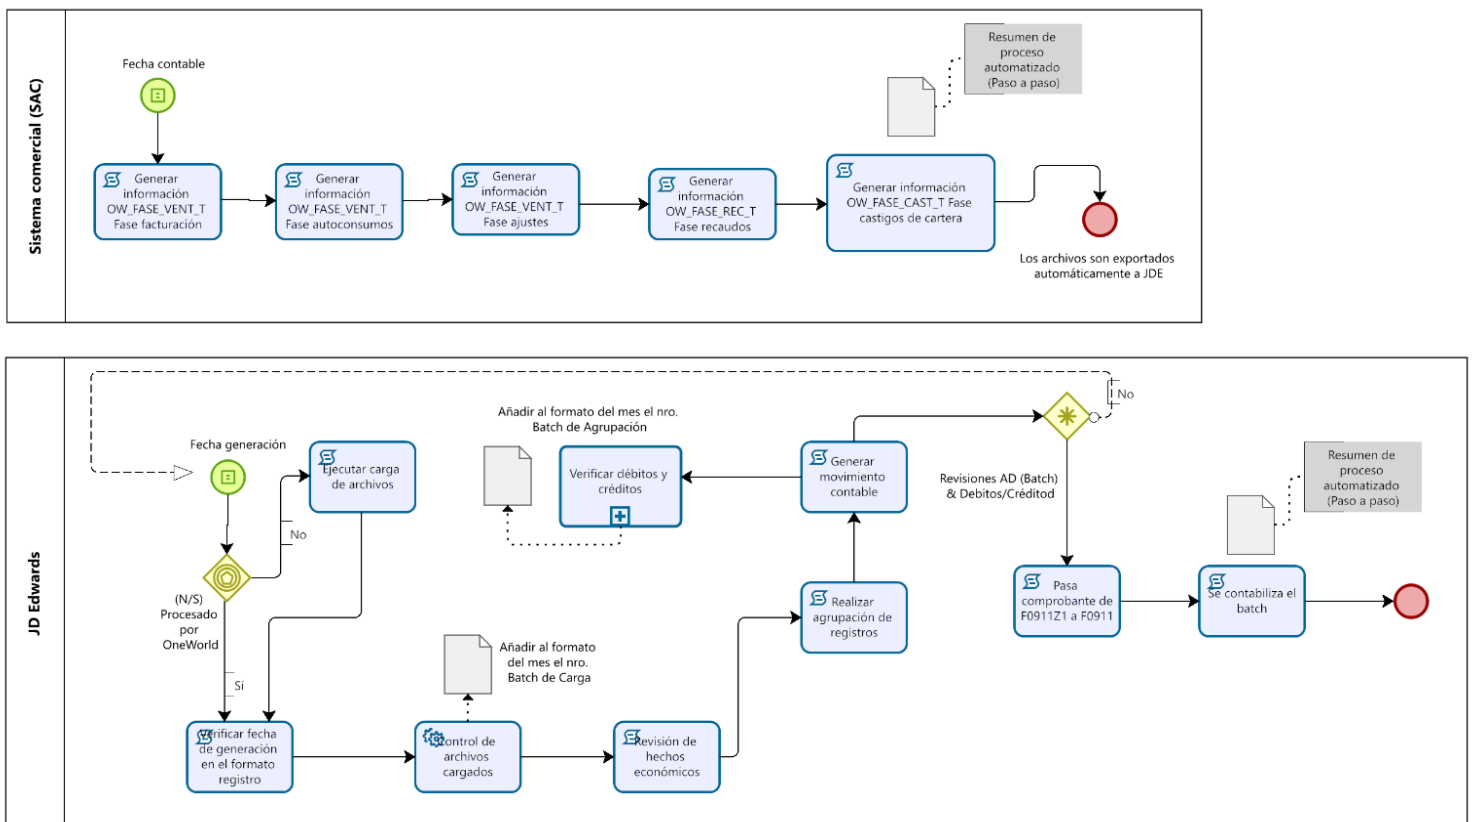 Sistema comercial (SAC)
Fecha contable
Resumen de
proceso
automatizado
(Paso a paso)
Generar
información
OW_FASE_VENT_T
Fase facturación
Generar
información
OW_FASE_VENT_T
Fase autoconsumos
Generar
información
OW_FASE_VENT_T
Fase ajustes
Generar
información
OW_FASE_REC_T
Fase recaudos
Generar información
OW_FASE_CAST_T Fase
castigos de cartera
Los archivos son exportados
automáticamente a JDE
JD Edwards
Fecha generación
Ejecutar carga
de archivos
No
(N/S)
Procesado
por
OneWorld
Sí
Verificar fecha
de generación
en el formato
registro
Añadir al formato
del mes el nro.
Batch de Carga
Control de
archivos
cargados
Revisión de
hechos
económicos
Realizar
agrupación de
registros
Generar
movimiento
contable
Añadir al formato del mes el nro.
Batch de Agrupación
Verificar débitos y
créditos
No
Revisiones AD (Batch)
& Debitos/Créditod
Pasa
comprobante de
F0911Z1 a F0911
Resumen de
proceso
automatizado
(Paso a paso)
Se contabiliza el
batch